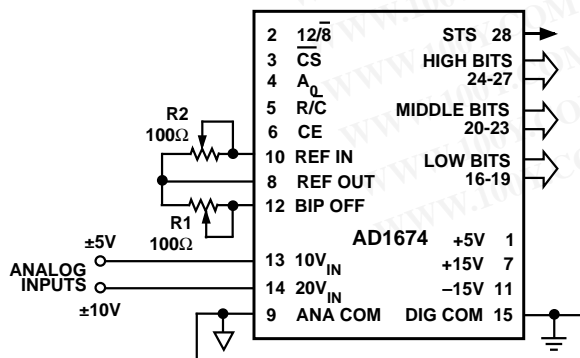 2 12/8 STS 28
3 CS HIGH BITS
4 A0 24-27
5 R/C MIDDLE BITS
6 CE 20-23
R2
100Ω
10 REF IN LOW BITS
8 REF OUT 16-19
12 BIP OFF
R1
100Ω
AD1674 +5V 1
±5V
13 10VIN +15V 7
ANALOG
INPUTS
14 20VIN –15V 11
±10V
9 ANA COM DIG COM 15
WWW.100Y.COM